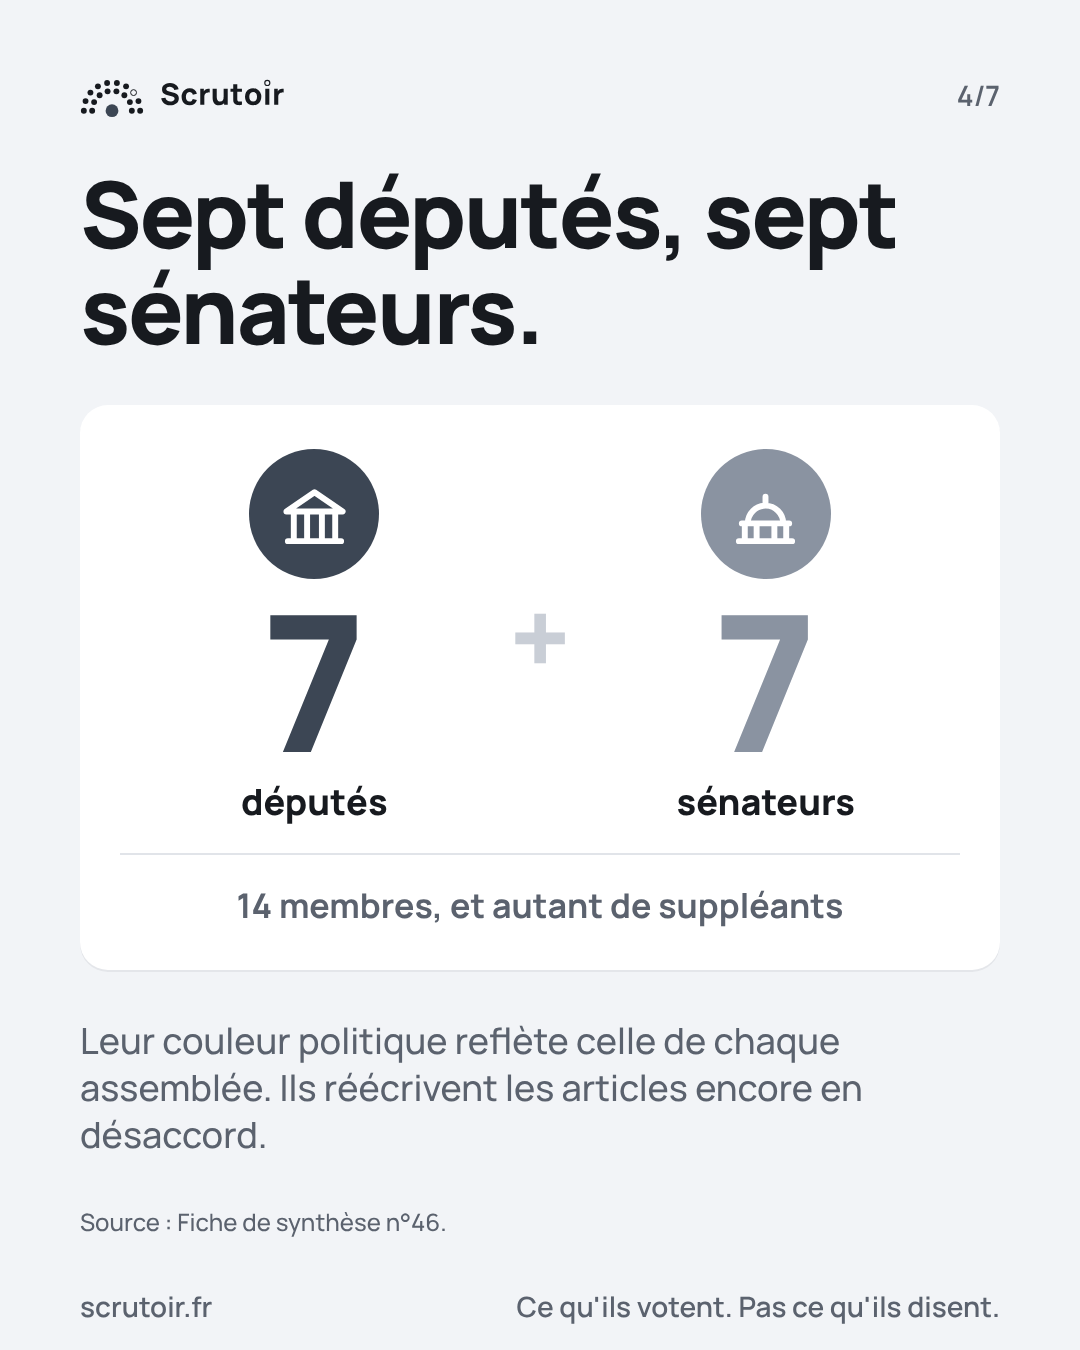 Scrutoir
4/7
Sept députés, sept
sénateurs.
7
+
7
députés
sénateurs
14 membres, et autant de suppléants
Leur couleur politique reflète celle de chaque
assemblée. Ils réécrivent les articles encore en
désaccord.
Source : Fiche de synthèse n°46.
scrutoir.fr
Ce qu'ils votent. Pas ce qu'ils disent.